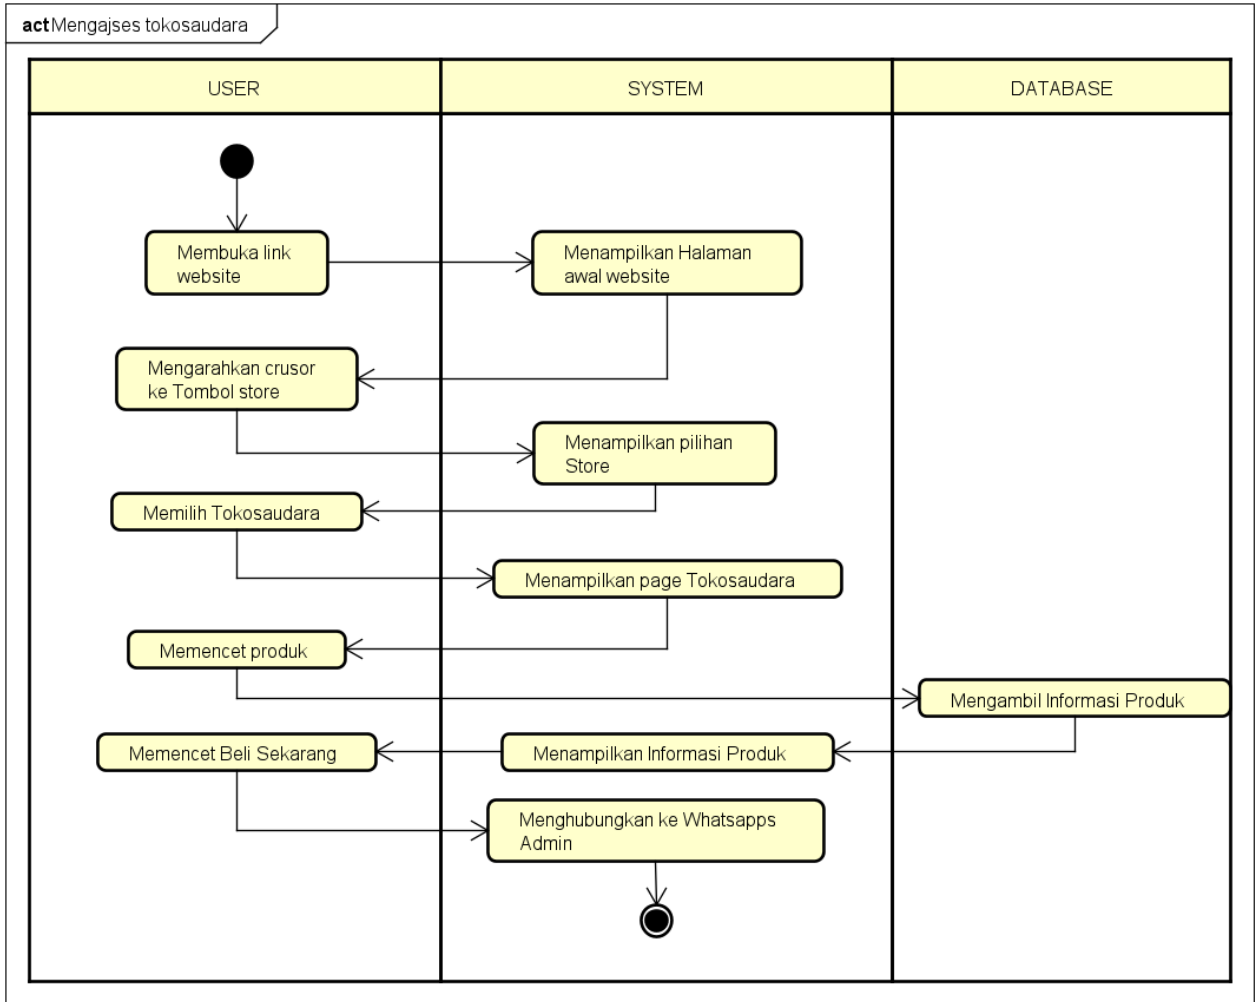 act Mengajses tokosaudara
USER
SYSTEM
DATABASE
Membuka link
website
Menampilkan Halaman
awal website
Mengarahkan crusor
ke Tombol store
Menampilkan pilihan
Store
Memilih Tokosaudara
Menampilkan page Tokosaudara
Memencet produk
Mengambil Informasi Produk
Memencet Beli Sekarang
Menampilkan Informasi Produk
Menghubungkan ke Whatsapps
Admin